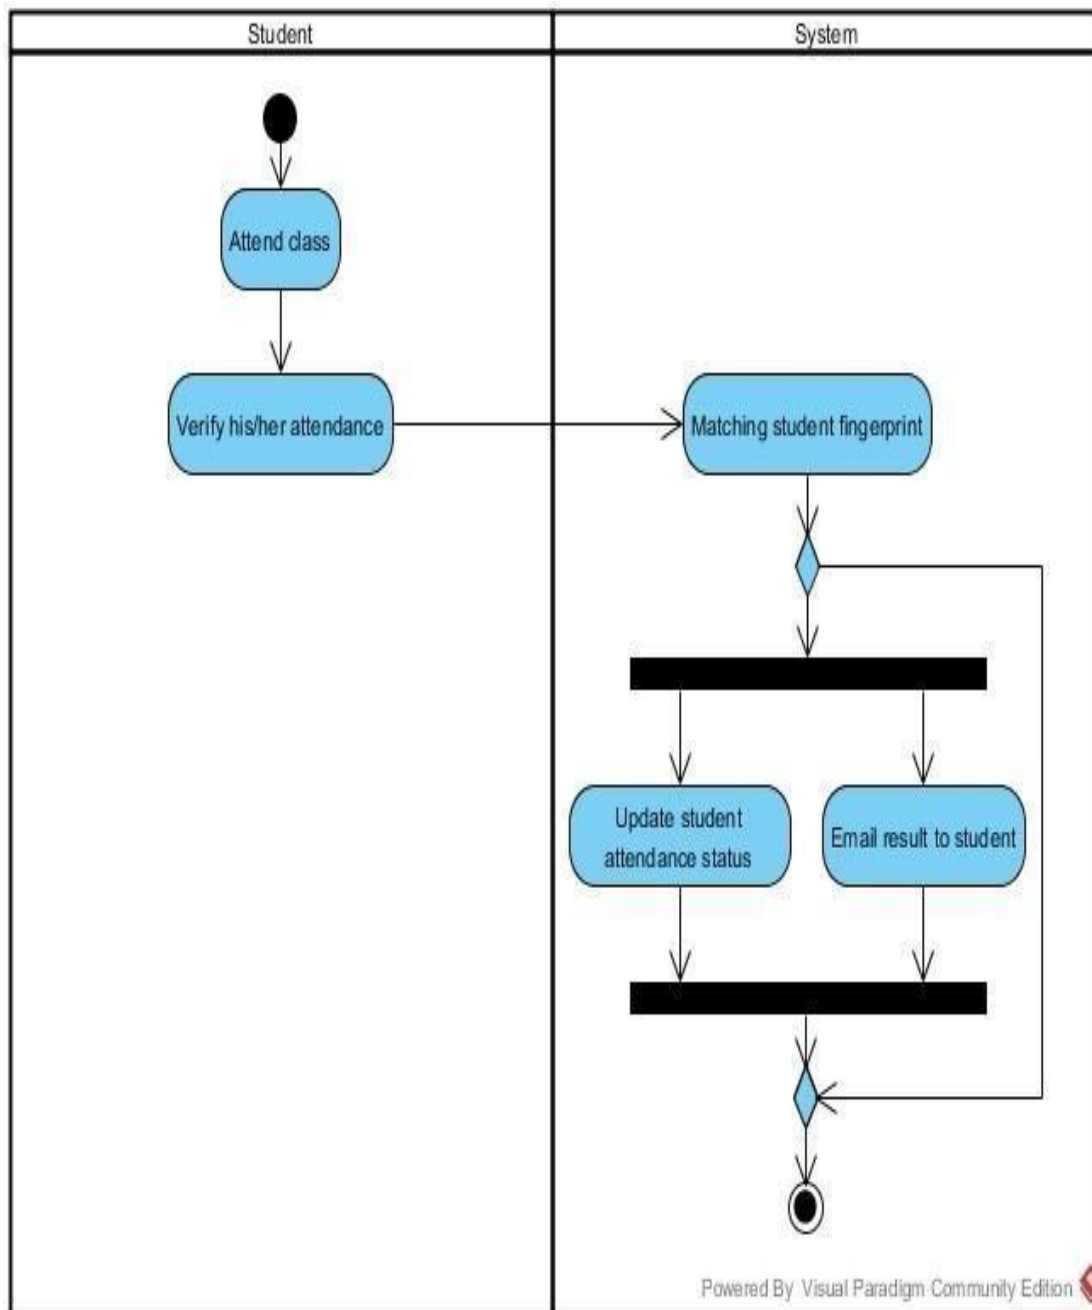 Student
System
Attend class
Verify his/her attendance
Matching student fingerprint
Update student
attendance status
Email result to student
Powered By Visual Paradigm Community Edition